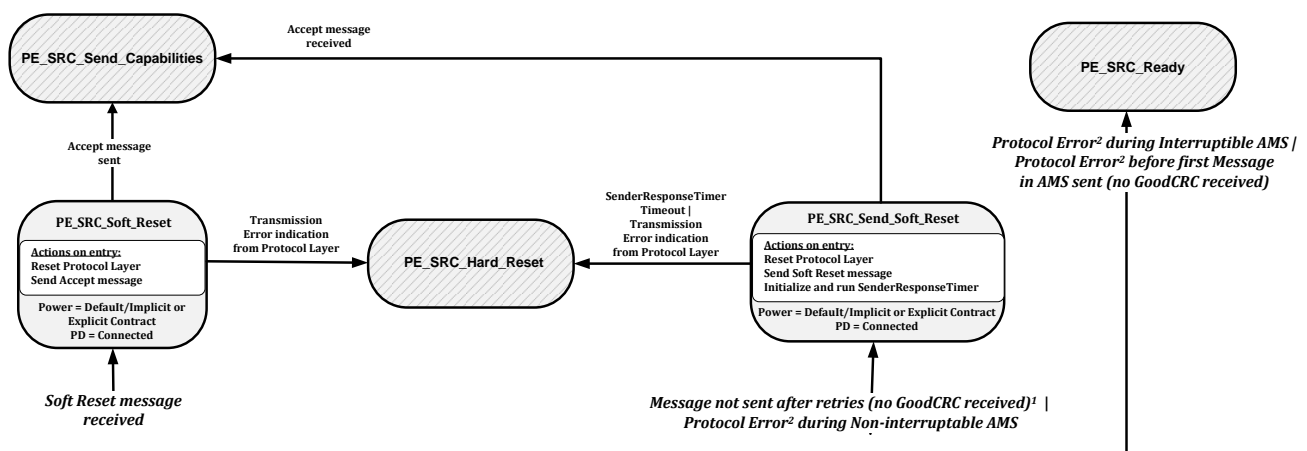 Accept message
received
PE_SRC_Send_Capabilities
PE_SRC_Ready
Accept message
sent
Protocol Error² during Interruptible AMS |
Protocol Error² before first Message
in AMS sent (no GoodCRC received)
PE_SRC_Soft_Reset
Actions on entry:
Reset Protocol Layer
Send Accept message
Power = Default/Implicit or
Explicit Contract
PD = Connected
Transmission
Error indication
from Protocol Layer
PE_SRC_Hard_Reset
SenderResponseTimer
Timeout |
Transmission
Error indication
from Protocol Layer
PE_SRC_Send_Soft_Reset
Actions on entry:
Reset Protocol Layer
Send Soft Reset message
Initialize and run SenderResponseTimer
Power = Default/Implicit or Explicit Contract
PD = Connected
Soft Reset message
received
Message not sent after retries (no GoodCRC received)¹ |
Protocol Error² during Non-interruptable AMS